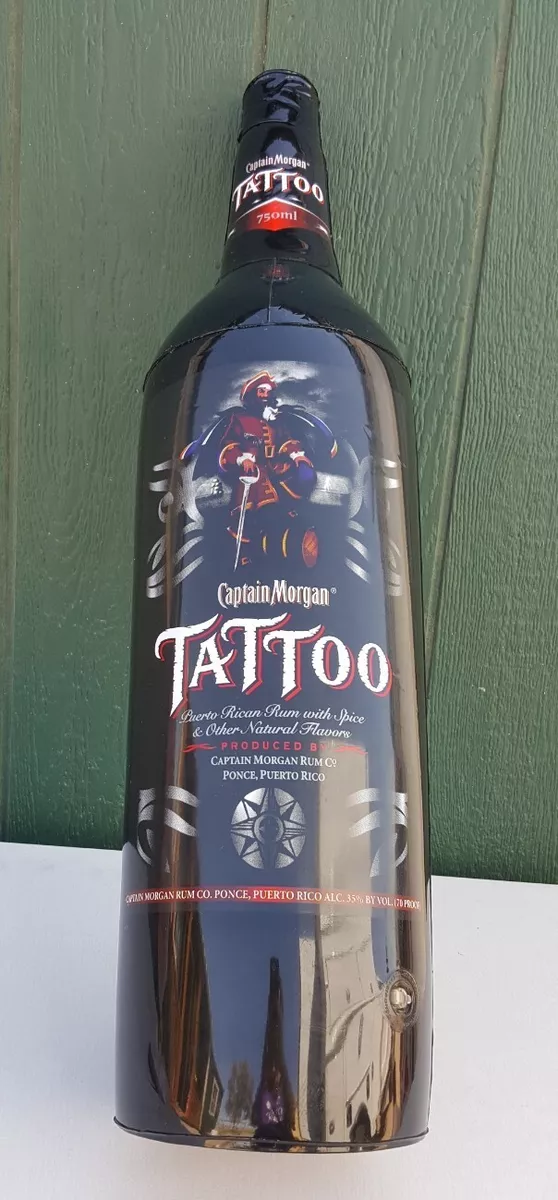 Captain Morgan®
TATTOO
750ml
Captain Morgan®
TATTOO
Puerto Rican Rum with Spice
& Other Natural Flavors
PRODUCED BY
CAPTAIN MORGAN RUM Cº
PONCE, PUERTO RICO
CAPTAIN MORGAN RUM CO. PONCE, PUERTO RICO ALC. 35% BY VOL. (70 PROOF